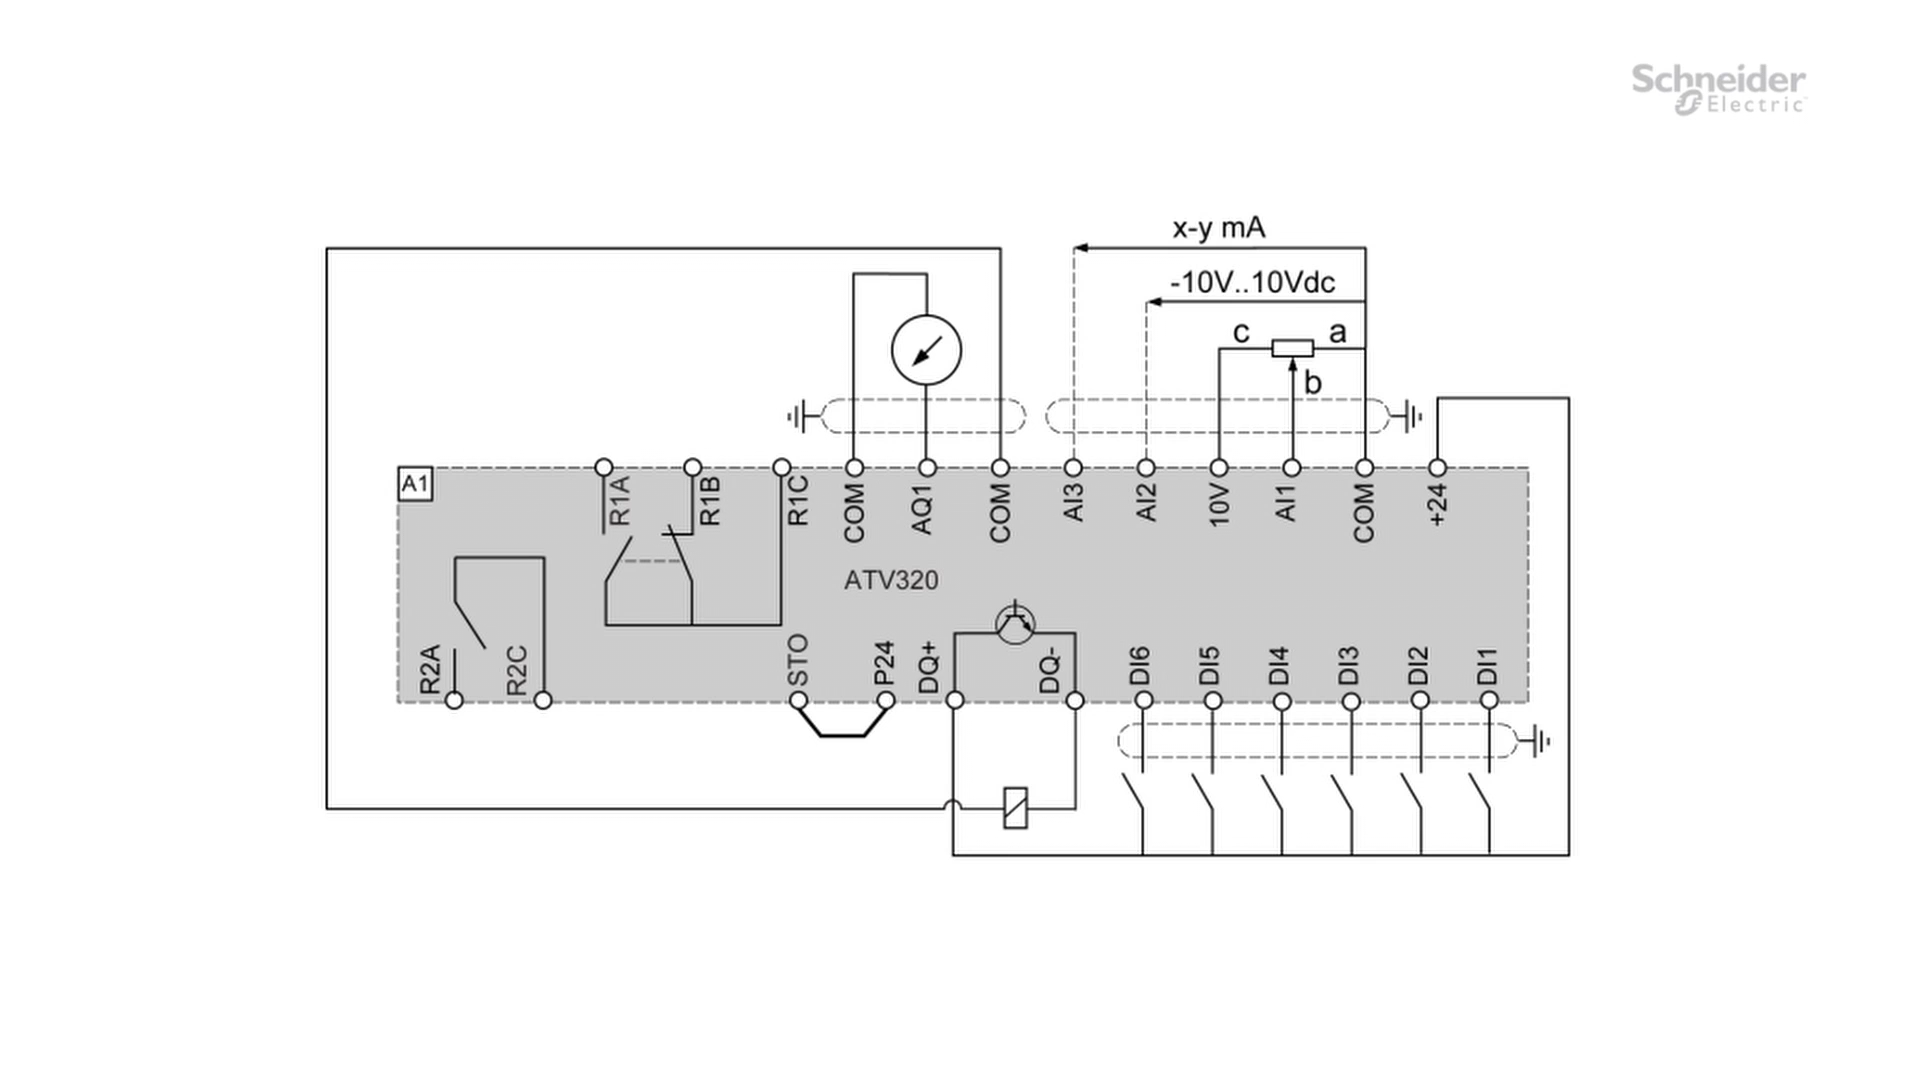 Schneider
Electric
x-y mA
-10V..10Vdc
c
a
b
A1
R1A
R1B
R1C
COM
AQ1
COM
AI3
AI2
10V
AI1
COM
+24
ATV320
R2A
R2C
STO
P24
DQ+
DQ-
DI6
DI5
DI4
DI3
DI2
DI1